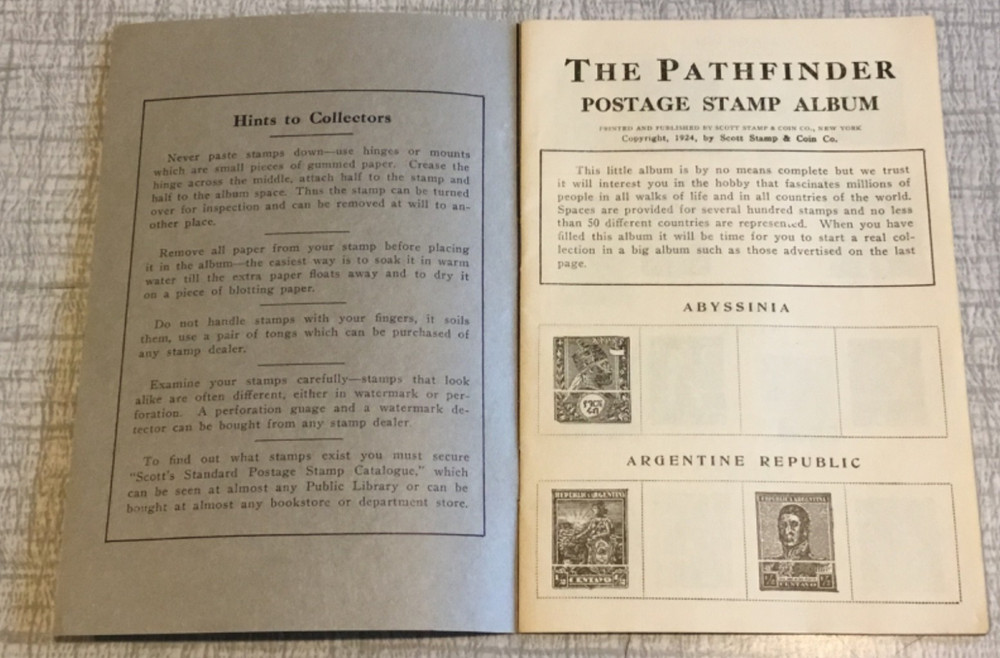 Hints to Collectors
Never paste stamps down—use hinges or mounts
which are small pieces of gummed paper. Crease the
hinge across the middle, attach half to the stamp and
half to the album space. Thus the stamp can be turned
over for inspection and can be removed at will to an-
other place.
Remove all paper from your stamp before placing
it in the album—the easiest way is to soak it in warm
water till the extra paper floats away and to dry it
on a piece of blotting paper.
Do not handle stamps with your fingers, it soils
them, use a pair of tongs which can be purchased of
any stamp dealer.
Examine your stamps carefully—stamps that look
alike are often different, either in watermark or per-
foration. A perforation guage and a watermark de-
tector can be bought from any stamp dealer.
To find out what stamps exist you must secure
"Scott's Standard Postage Stamp Catalogue," which
can be seen at almost any Public Library or can be
bought at almost any bookstore or department store.
THE PATHFINDER
POSTAGE STAMP ALBUM
PRINTED AND PUBLISHED BY SCOTT STAMP & COIN CO., NEW YORK
Copyright, 1924, by Scott Stamp & Coin Co.
This little album is by no means complete but we trust
it will interest you in the hobby that fascinates millions of
people in all walks of life and in all countries of the world.
Spaces are provided for several hundred stamps and no less
than 50 different countries are represented. When you have
filled this album it will be time for you to start a real col-
lection in a big album such as those advertised on the last
page.
ABYSSINIA
ARGENTINE REPUBLIC
REPUBLICA ARGENTINA
½ CENTAVO ½
REPUBLICA ARGENTINA
½ CENTAVO ½